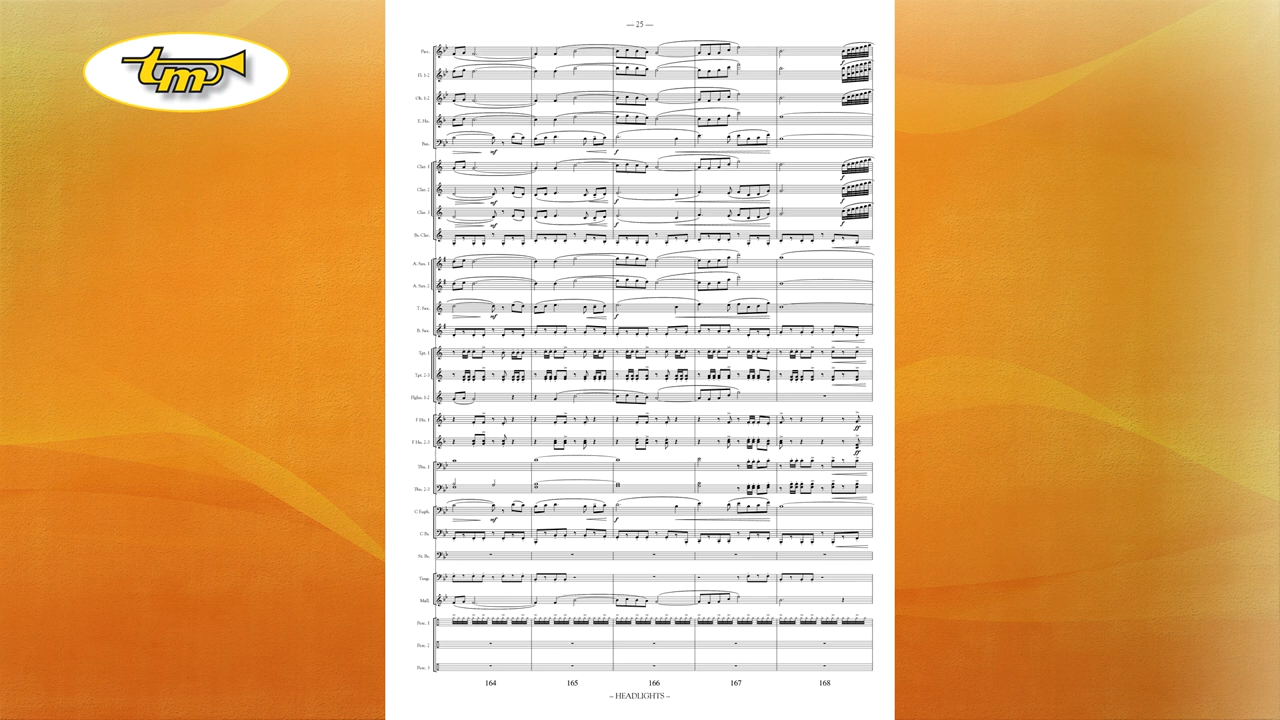 tm
— 25 —
Picc.
Fl. 1-2
Ob. 1-2
E. Hn.
Bsn.
Clar. 1
Clar. 2
Clar. 3
Bs. Clar.
A. Sax. 1
A. Sax. 2
T. Sax.
B. Sax.
Tpt. 1
Tpt. 2-3
Flghn. 1-2
F Hn. 1
F Hn. 2-3
Tbn. 1
Tbn. 2-3
C Euph.
C Bs.
St. Bs.
Timp.
Mall.
Perc. 1
Perc. 2
Perc. 3
164 165 166 167 168
– HEADLIGHTS –